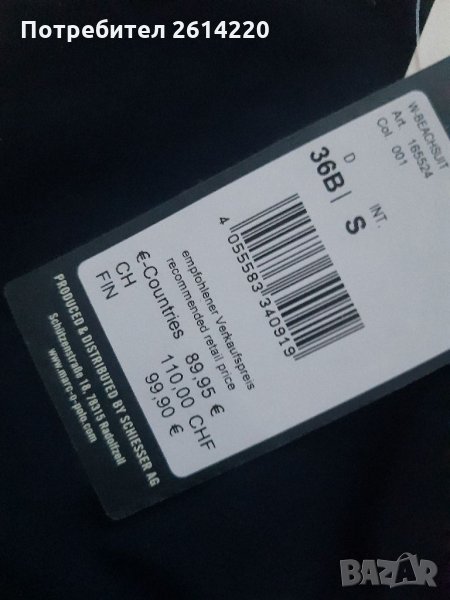 Потребител 2614220
W-BEACHSUIT
Art. 165524
Col. 001
D INT.
36B| S
4 055583 340919
empfohlener Verkaufspreis
recommended retail price
€-Countries 89,95 €
CH 110,00 CHF
FIN 99,90 €
PRODUCED & DISTRIBUTED BY SCHIESSER AG
Schützenstraße 18, 78315 Radolfzell
www.marc-o-polo.com
BAZAR